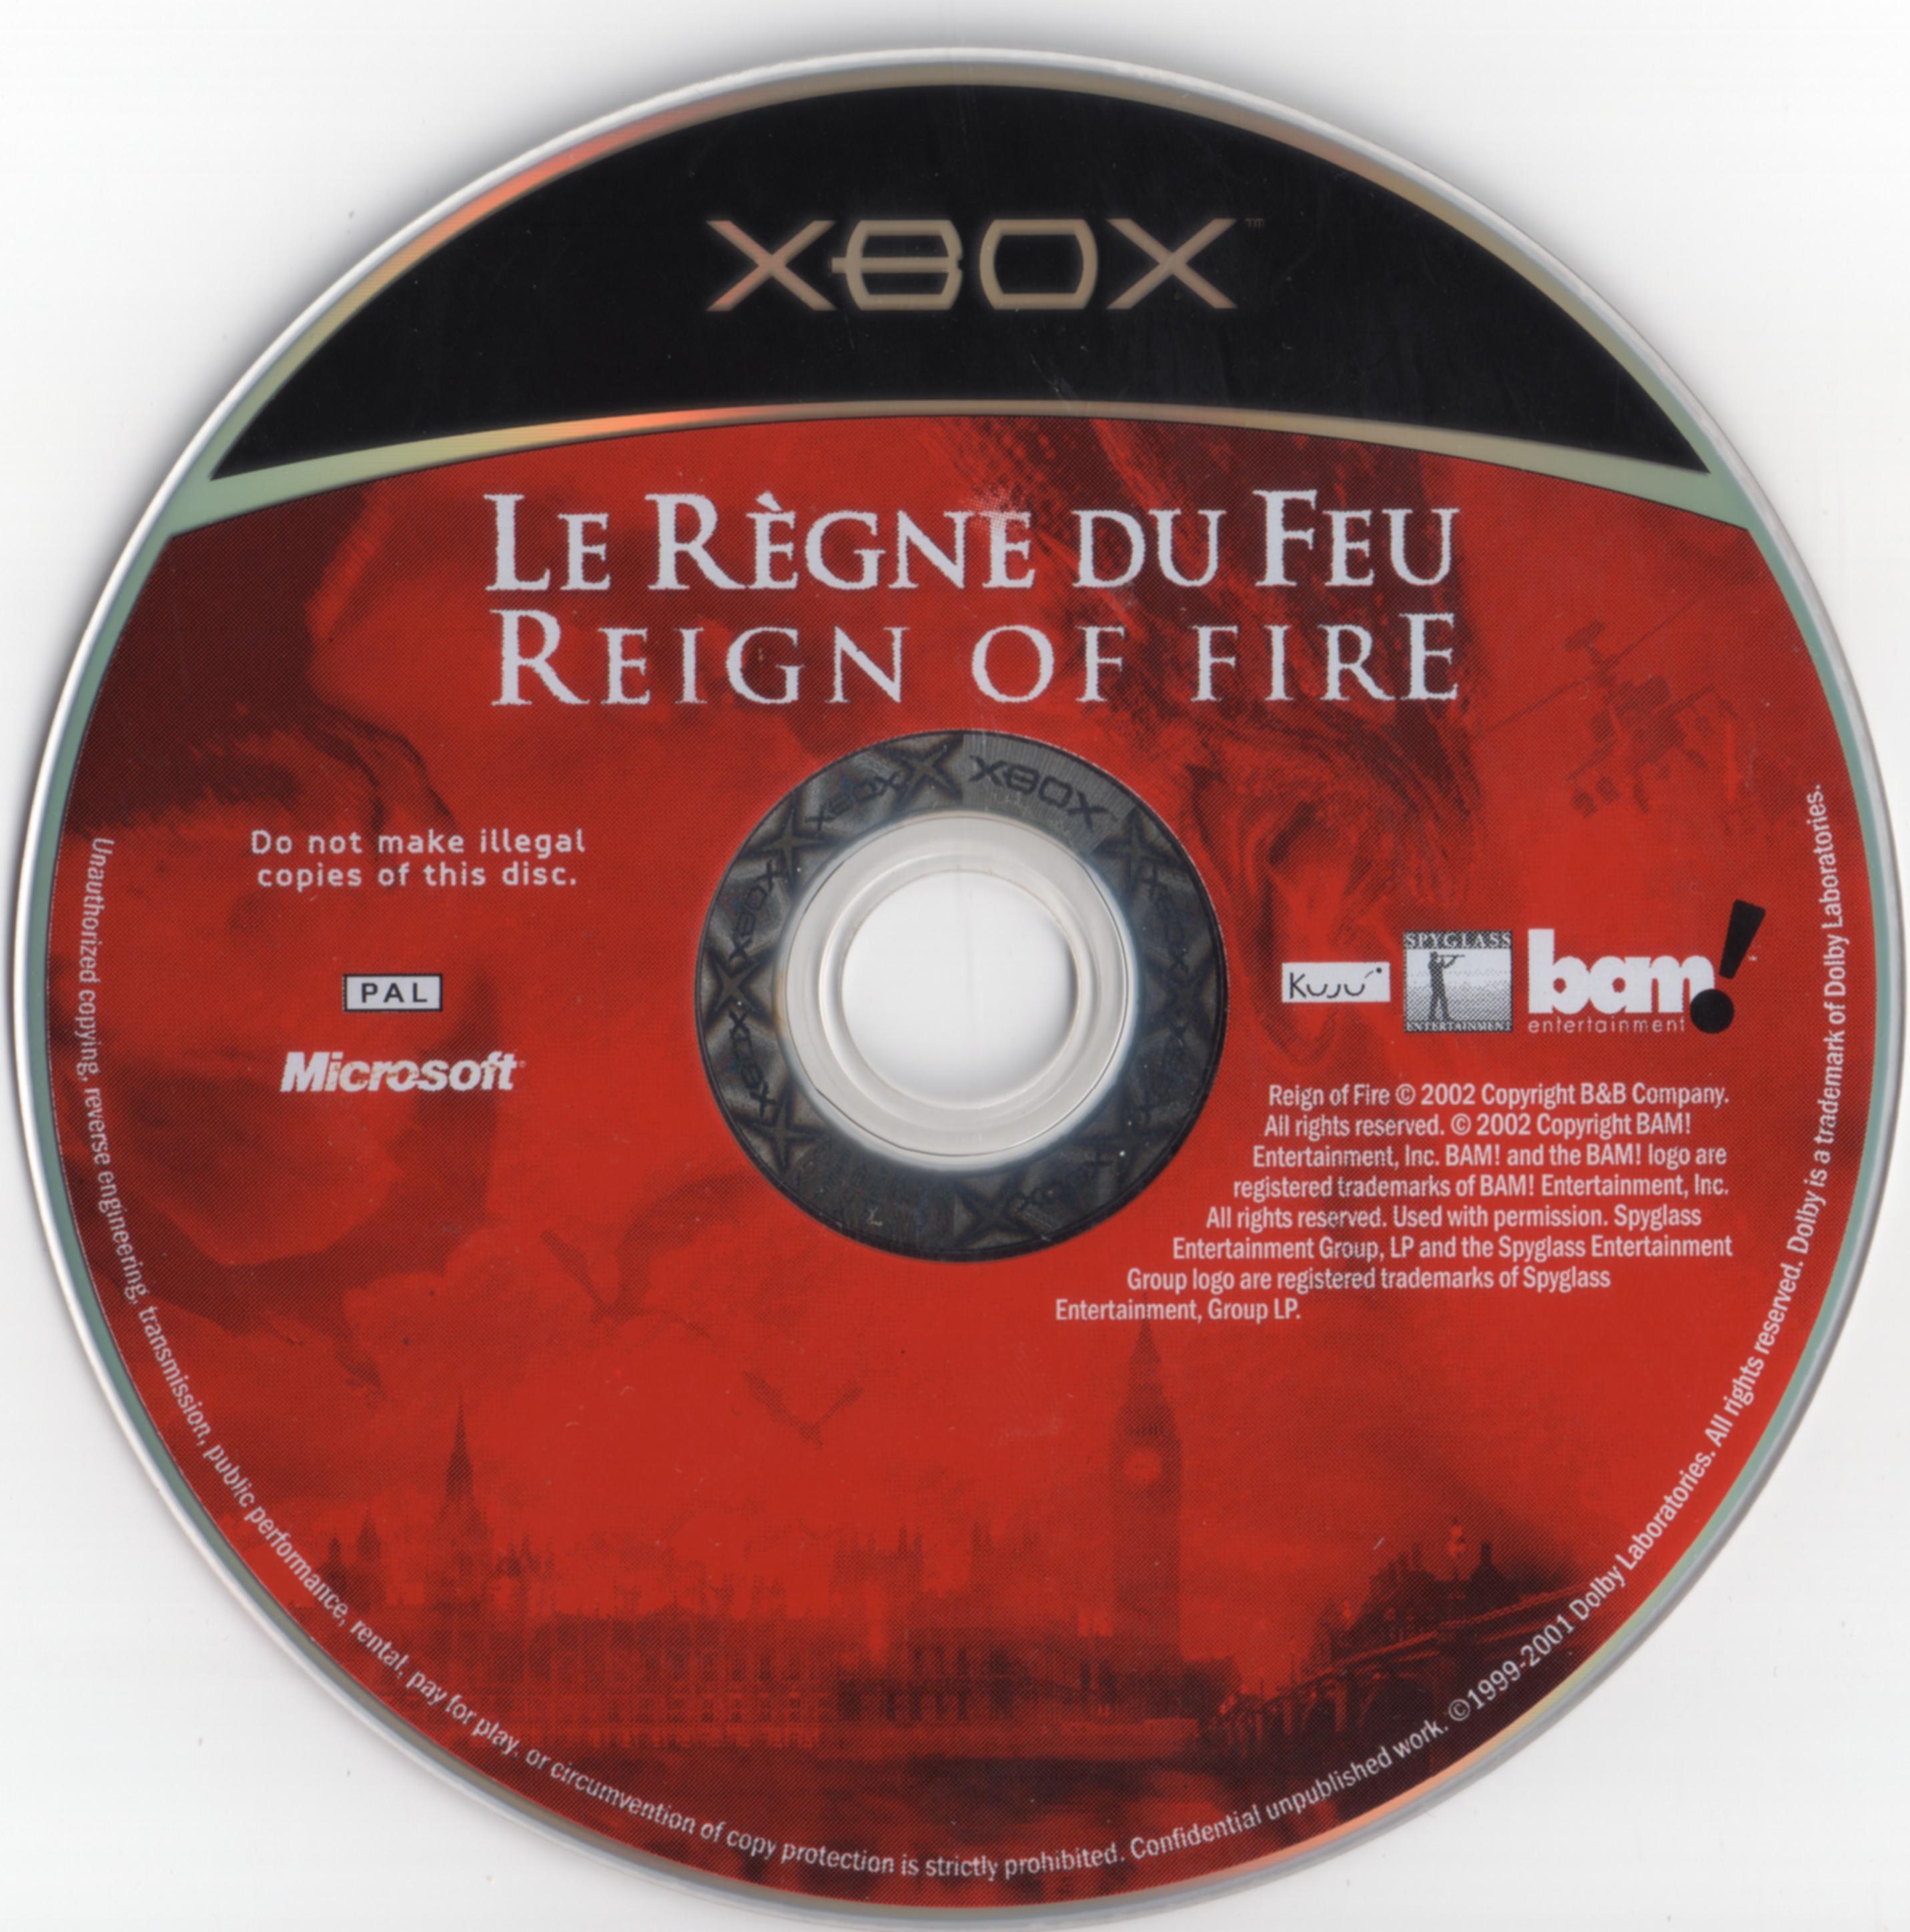 XBOX™
LE RÈGNE DU FEU
REIGN OF FIRE
XBOX XBOX
Do not make illegal
copies of this disc.
PAL
Microsoft
Kuju
SPYGLASS
ENTERTAINMENT
bam!
entertainment
Reign of Fire © 2002 Copyright B&B Company.
All rights reserved. © 2002 Copyright BAM!
Entertainment, Inc. BAM! and the BAM! logo are
registered trademarks of BAM! Entertainment, Inc.
All rights reserved. Used with permission. Spyglass
Entertainment Group, LP and the Spyglass Entertainment
Group logo are registered trademarks of Spyglass
Entertainment, Group LP.
Unauthorized copying, reverse engineering, transmission, public performance, rental, pay for play, or circumvention of copy protection is strictly prohibited. Confidential unpublished work. ©1999-2001 Dolby Laboratories. All rights reserved. Dolby is a trademark of Dolby Laboratories.